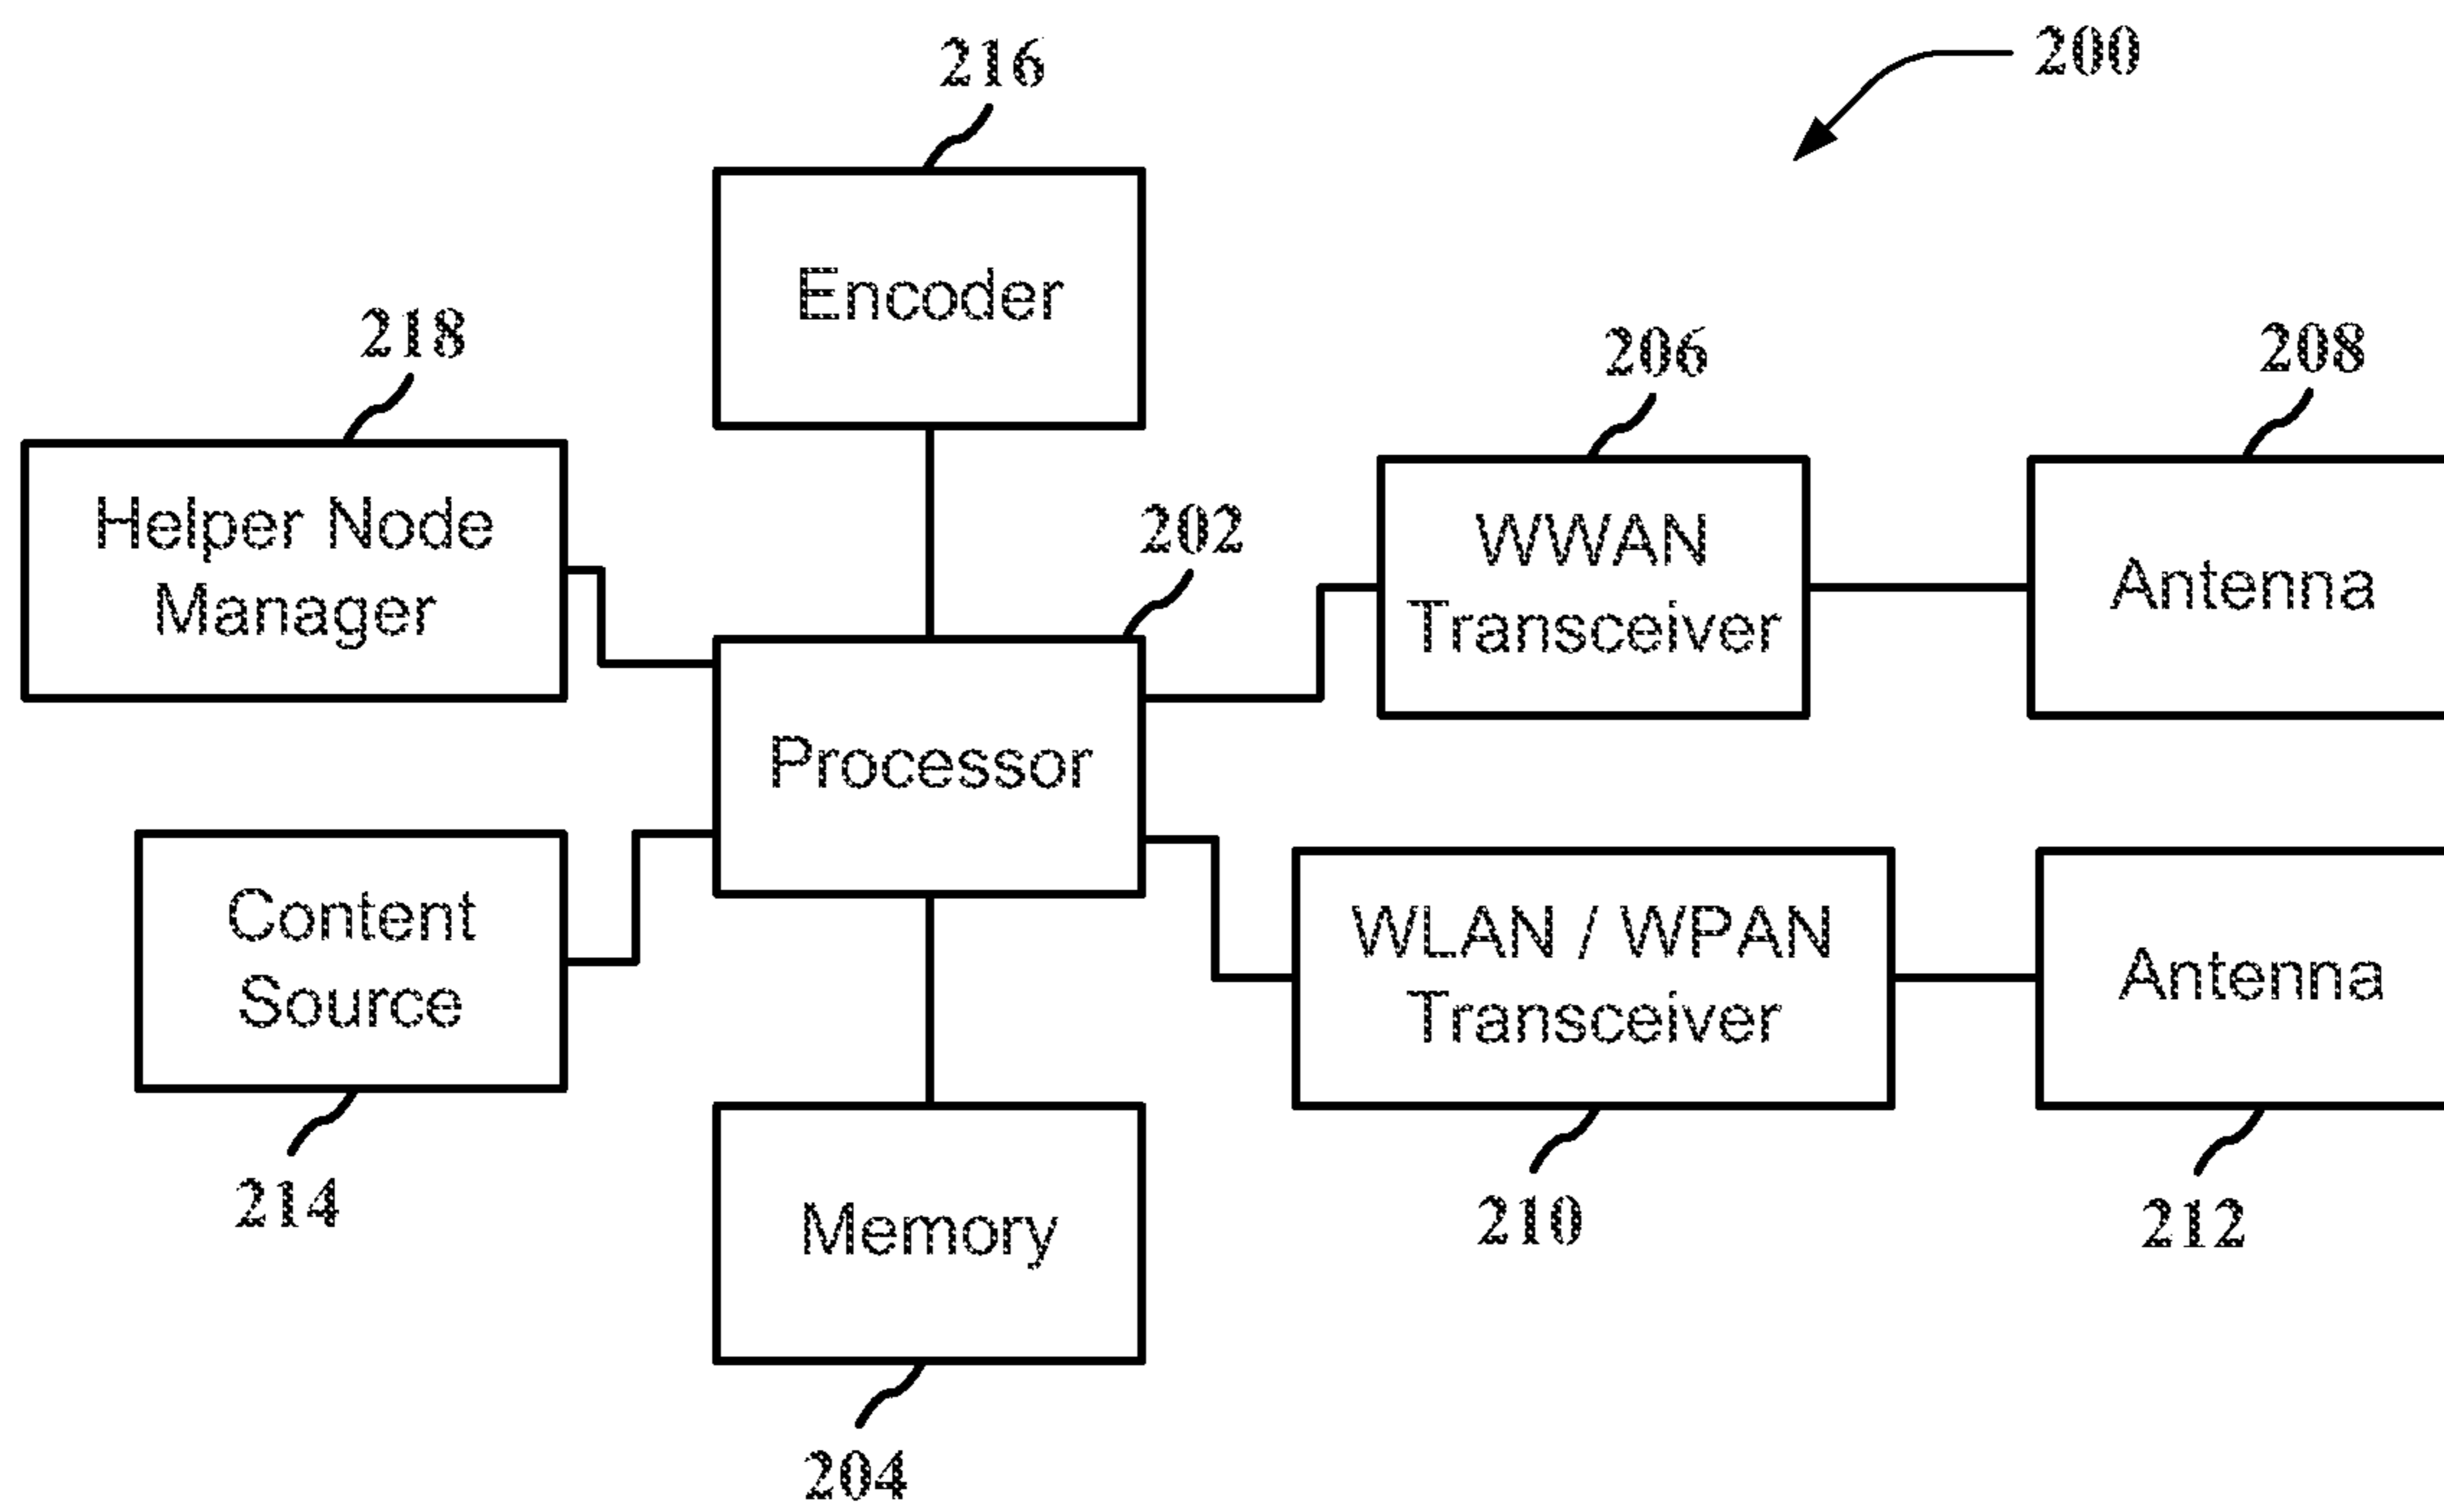 216
200
Encoder
218
206
208
Helper Node
Manager
202
WWAN
Transceiver
Antenna
Processor
Content
Source
WLAN / WPAN
Transceiver
Antenna
214
210
212
Memory
204